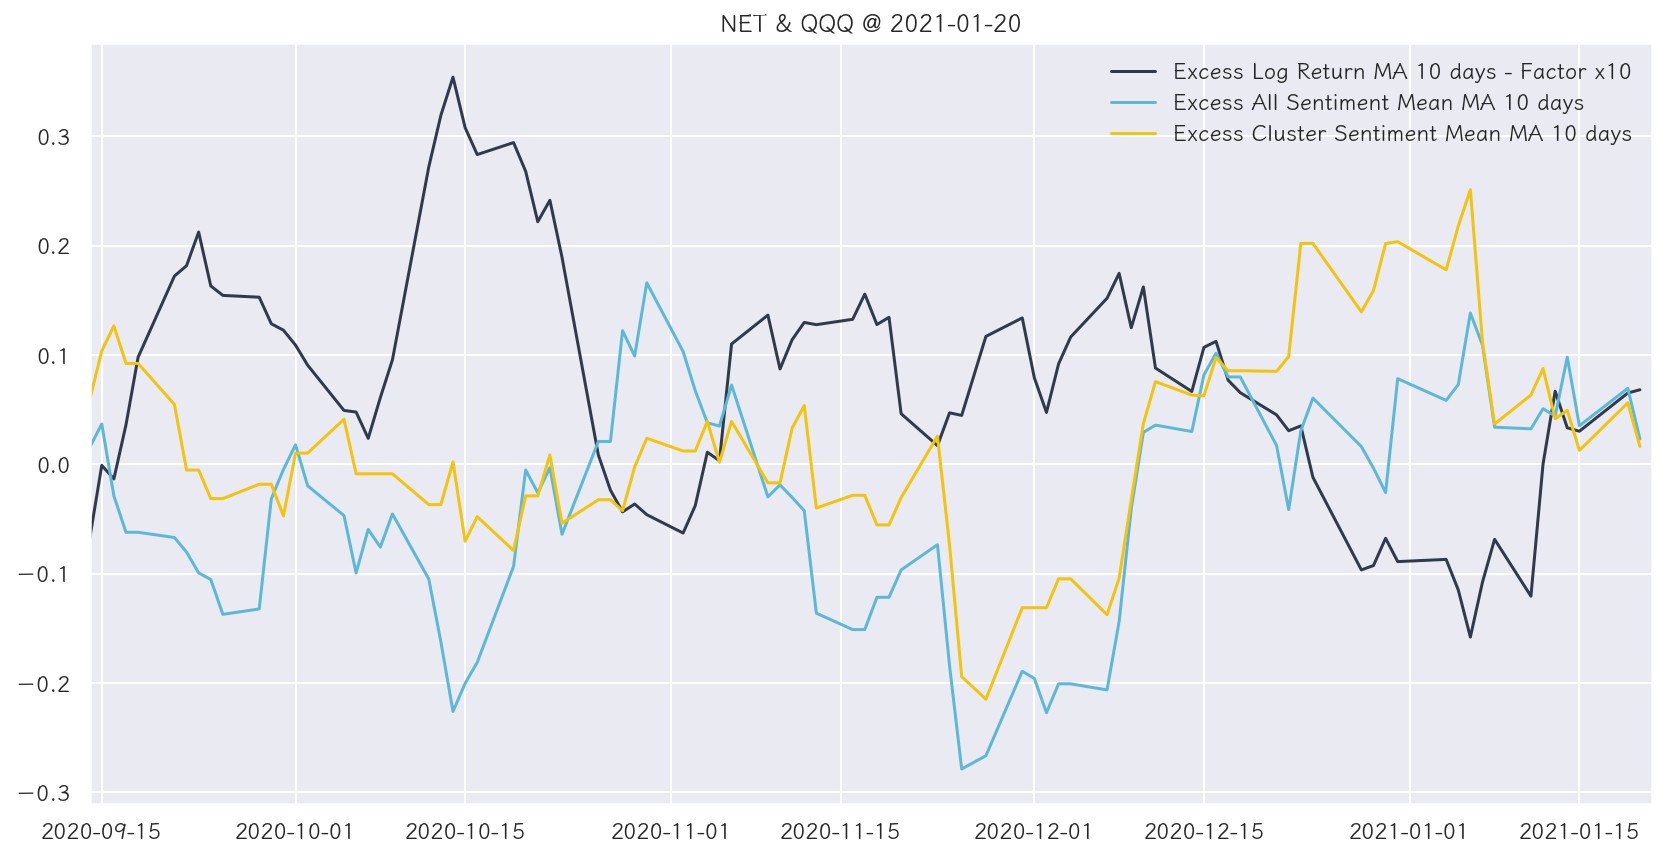 NET & QQQ @ 2021-01-20
Excess Log Return MA 10 days - Factor x10
Excess All Sentiment Mean MA 10 days
Excess Cluster Sentiment Mean MA 10 days
0.3
0.2
0.1
0.0
−0.1
−0.2
−0.3
2020-09-15 2020-10-01 2020-10-15 2020-11-01 2020-11-15 2020-12-01 2020-12-15 2021-01-01 2021-01-15